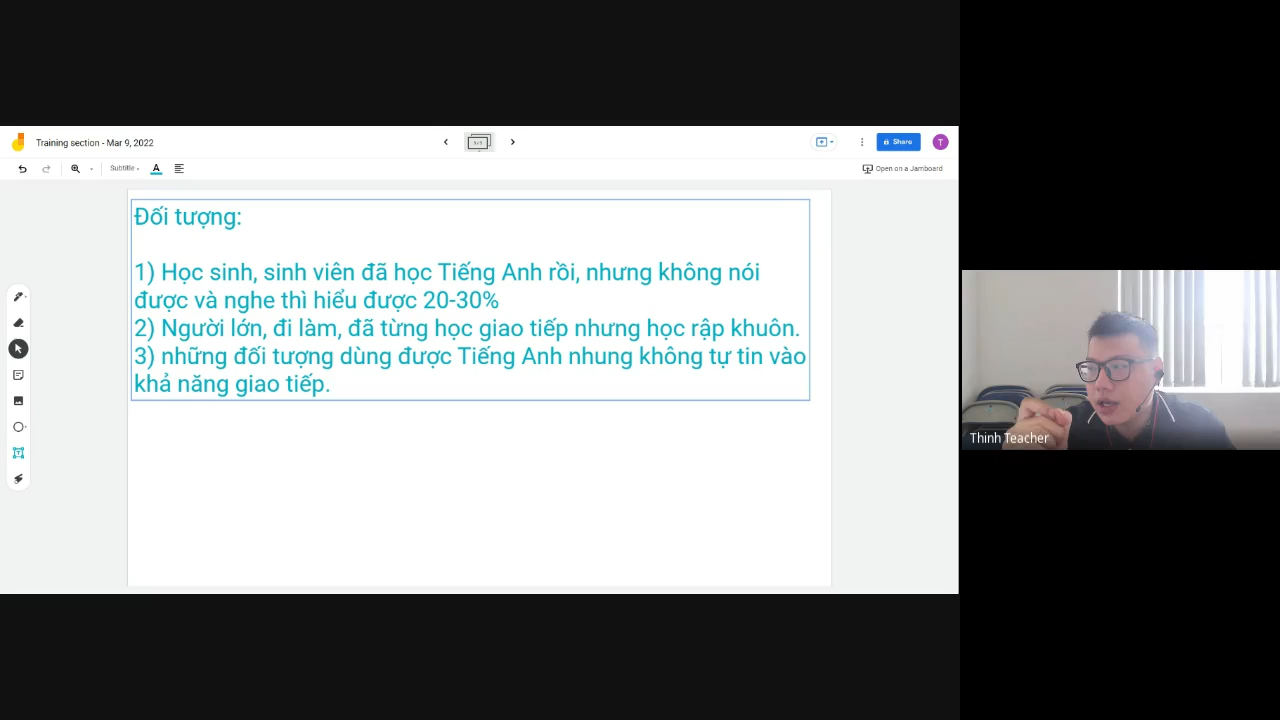 Training section - Mar 9, 2022
Share
T
Subtitle
A
Open on a Jamboard
Đối tượng:
1) Học sinh, sinh viên đã học Tiếng Anh rồi, nhưng không nói
được và nghe thì hiểu được 20-30%
2) Người lớn, đi làm, đã từng học giao tiếp nhưng học rập khuôn.
3) những đối tượng dùng được Tiếng Anh nhung không tự tin vào
khả năng giao tiếp.
Thinh Teacher